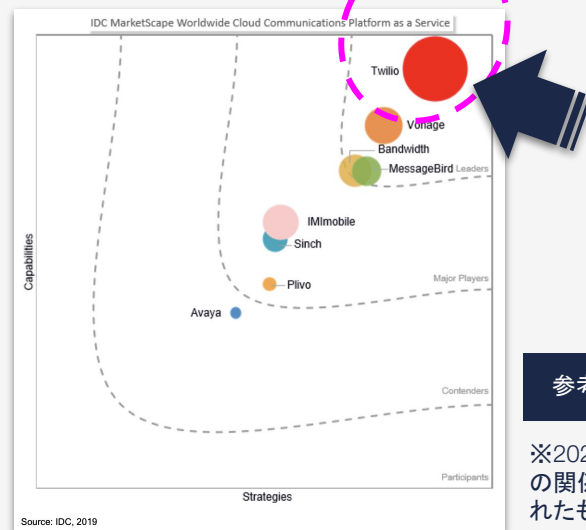 IDC MarketScape Worldwide Cloud Communications Platform as a Service
Twilio
Vonage
Bandwidth
MessageBird
Leaders
IMImobile
Sinch
Major Players
Plivo
Avaya
Capabilities
Contenders
Participants
Strategies
Source: IDC, 2019
参考
※202
の関係
れたも